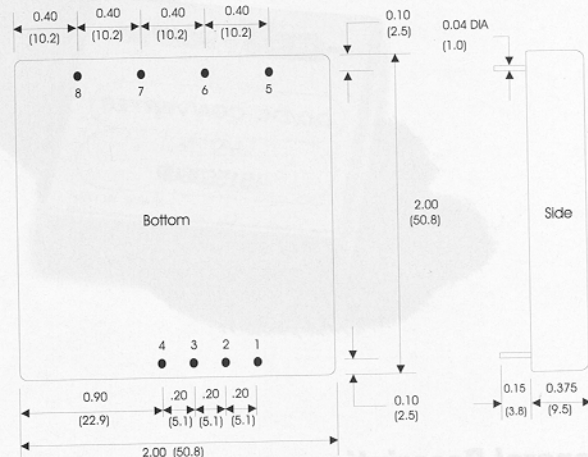 0.40 0.40 0.40 0.40
(10.2) (10.2) (10.2) (10.2)
0.10
(2.5)
0.04 DIA
(1.0)
8 7 6 5
Bottom
2.00
(50.8)
Side
4 3 2 1
0.90 .20 .20 .20
(22.9) (5.1) (5.1) (5.1)
0.10
(2.5)
0.15 0.375
(3.8) (9.5)
2.00 (50.8)